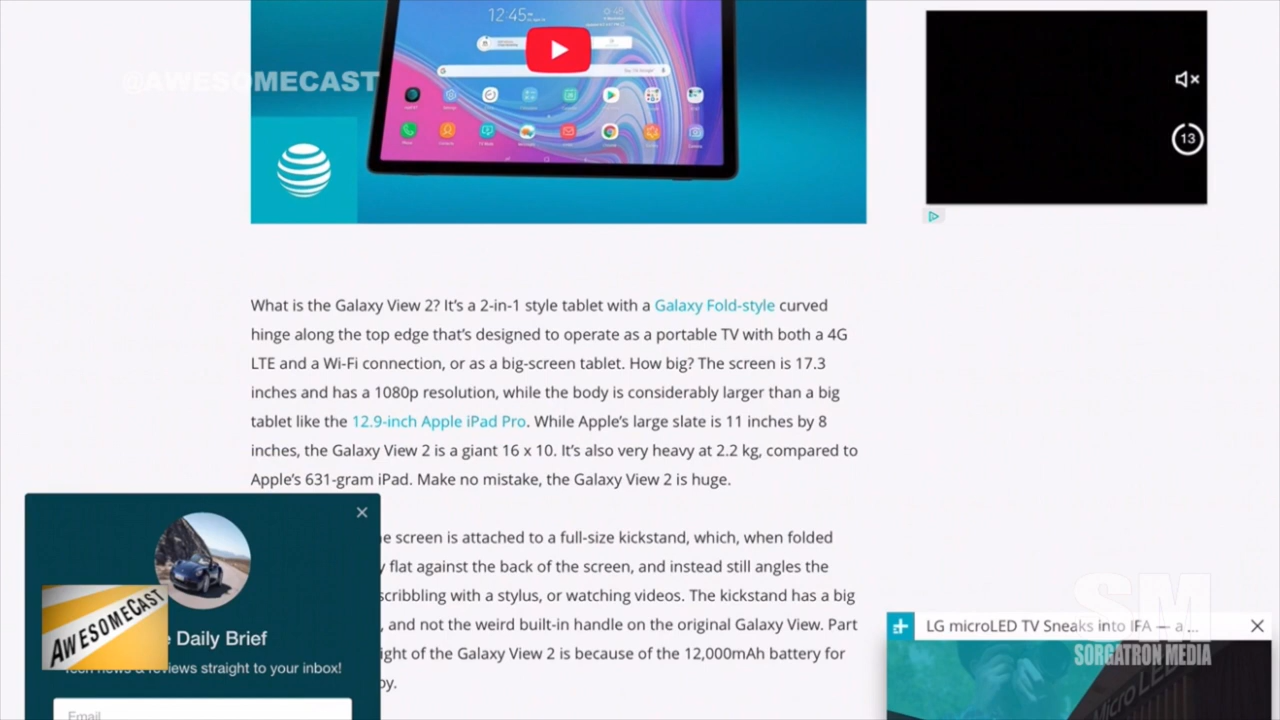 12:45
@AWESOMECAST
13
What is the Galaxy View 2? It's a 2-in-1 style tablet with a Galaxy Fold-style curved
hinge along the top edge that's designed to operate as a portable TV with both a 4G
LTE and a Wi-Fi connection, or as a big-screen tablet. How big? The screen is 17.3
inches and has a 1080p resolution, while the body is considerably larger than a big
tablet like the 12.9-inch Apple iPad Pro. While Apple's large slate is 11 inches by 8
inches, the Galaxy View 2 is a giant 16 x 10. It's also very heavy at 2.2 kg, compared to
Apple's 631-gram iPad. Make no mistake, the Galaxy View 2 is huge.
e screen is attached to a full-size kickstand, which, when folded
y flat against the back of the screen, and instead still angles the
scribbling with a stylus, or watching videos. The kickstand has a big
, and not the weird built-in handle on the original Galaxy View. Part
ight of the Galaxy View 2 is because of the 12,000mAh battery for
by.
AWESOMECAST
e Daily Brief
Tech news & reviews straight to your inbox!
Email
LG microLED TV Sneaks into IFA — a ...
SM
SORGATRON MEDIA
Micro LED